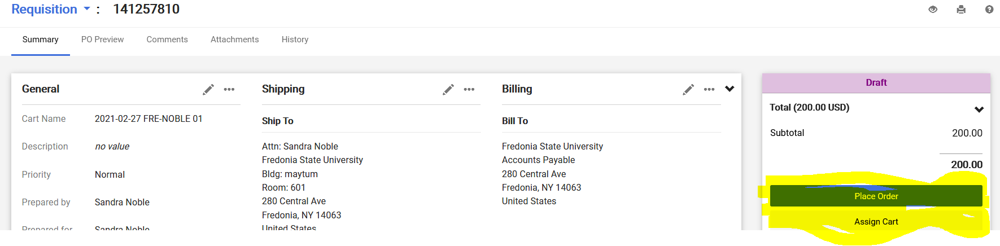 Requisition : 141257810
Summary PO Preview Comments Attachments History
General
Cart Name 2021-02-27 FRE-NOBLE 01
Description no value
Priority Normal
Prepared by Sandra Noble
Prepared for Sandra Noble
Shipping
Ship To
Attn: Sandra Noble
Fredonia State University
Bldg: maytum
Room: 601
280 Central Ave
Fredonia, NY 14063
United States
Billing
Bill To
Fredonia State University
Accounts Payable
280 Central Ave
Fredonia, NY 14063
United States
Draft
Total (200.00 USD)
Subtotal 200.00
200.00
Place Order
Assign Cart